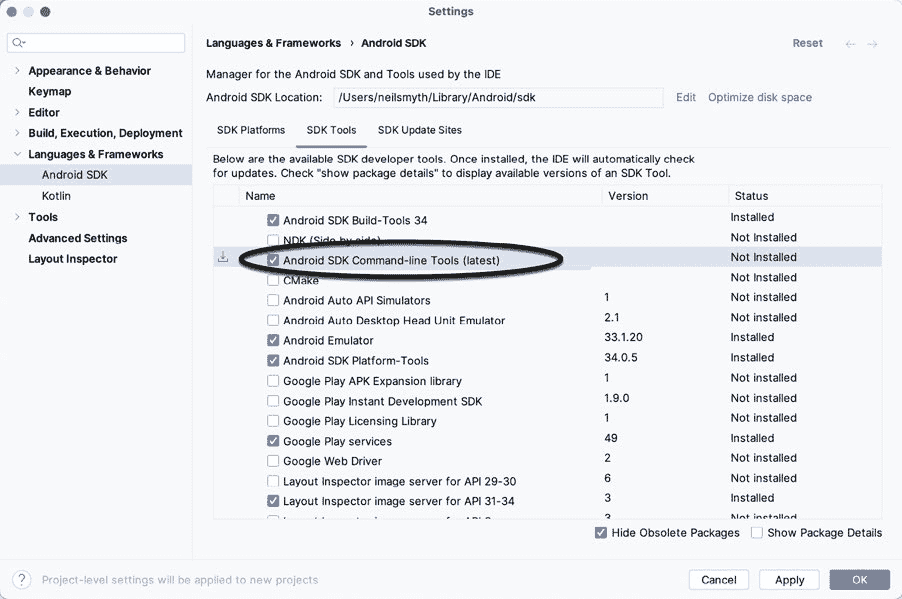 Settings
Languages & Frameworks › Android SDK
Reset
Appearance & Behavior
Keymap
Editor
Build, Execution, Deployment
Languages & Frameworks
Android SDK
Kotlin
Tools
Advanced Settings
Layout Inspector
Manager for the Android SDK and Tools used by the IDE
Android SDK Location: /Users/neilsmyth/Library/Android/sdk Edit Optimize disk space
SDK Platforms SDK Tools SDK Update Sites
Below are the available SDK developer tools. Once installed, the IDE will automatically check
for updates. Check "show package details" to display available versions of an SDK Tool.
Name Version Status
Android SDK Build-Tools 34 Installed
NDK (Side by side) Not Installed
Android SDK Command-line Tools (latest) Not Installed
CMake Not Installed
Android Auto API Simulators 1 Not installed
Android Auto Desktop Head Unit Emulator 2.1 Not installed
Android Emulator 33.1.20 Installed
Android SDK Platform-Tools 34.0.5 Installed
Google Play APK Expansion library 1 Not installed
Google Play Instant Development SDK 1.9.0 Not installed
Google Play Licensing Library 1 Not installed
Google Play services 49 Installed
Google Web Driver 2 Not installed
Layout Inspector image server for API 29-30 6 Not installed
Layout Inspector image server for API 31-34 3 Installed
3 Not installed
Hide Obsolete Packages Show Package Details
? Project-level settings will be applied to new projects
Cancel Apply OK